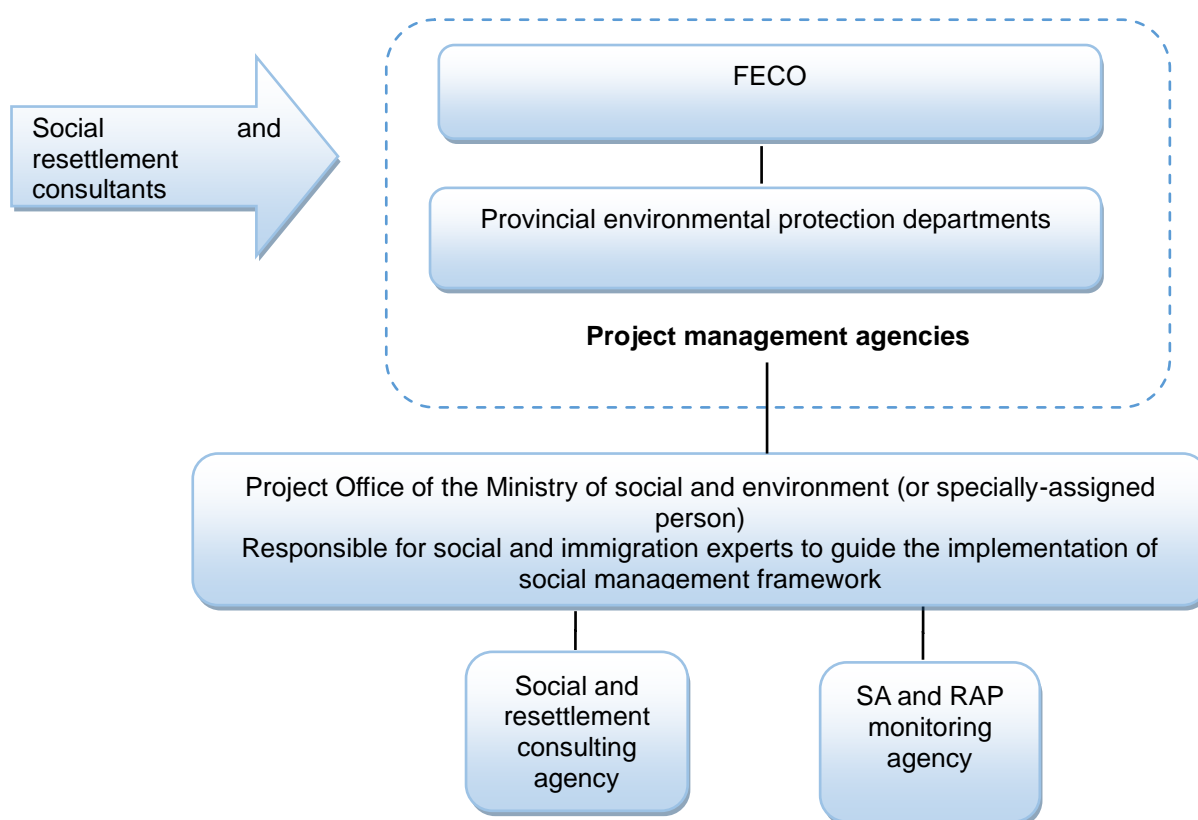 FECO
Social and
resettlement
consultants
Provincial environmental protection departments
Project management agencies
Project Office of the Ministry of social and environment (or specially-assigned
person)
Responsible for social and immigration experts to guide the implementation of
social management framework
Social and
resettlement
consulting
agency
SA and RAP
monitoring
agency